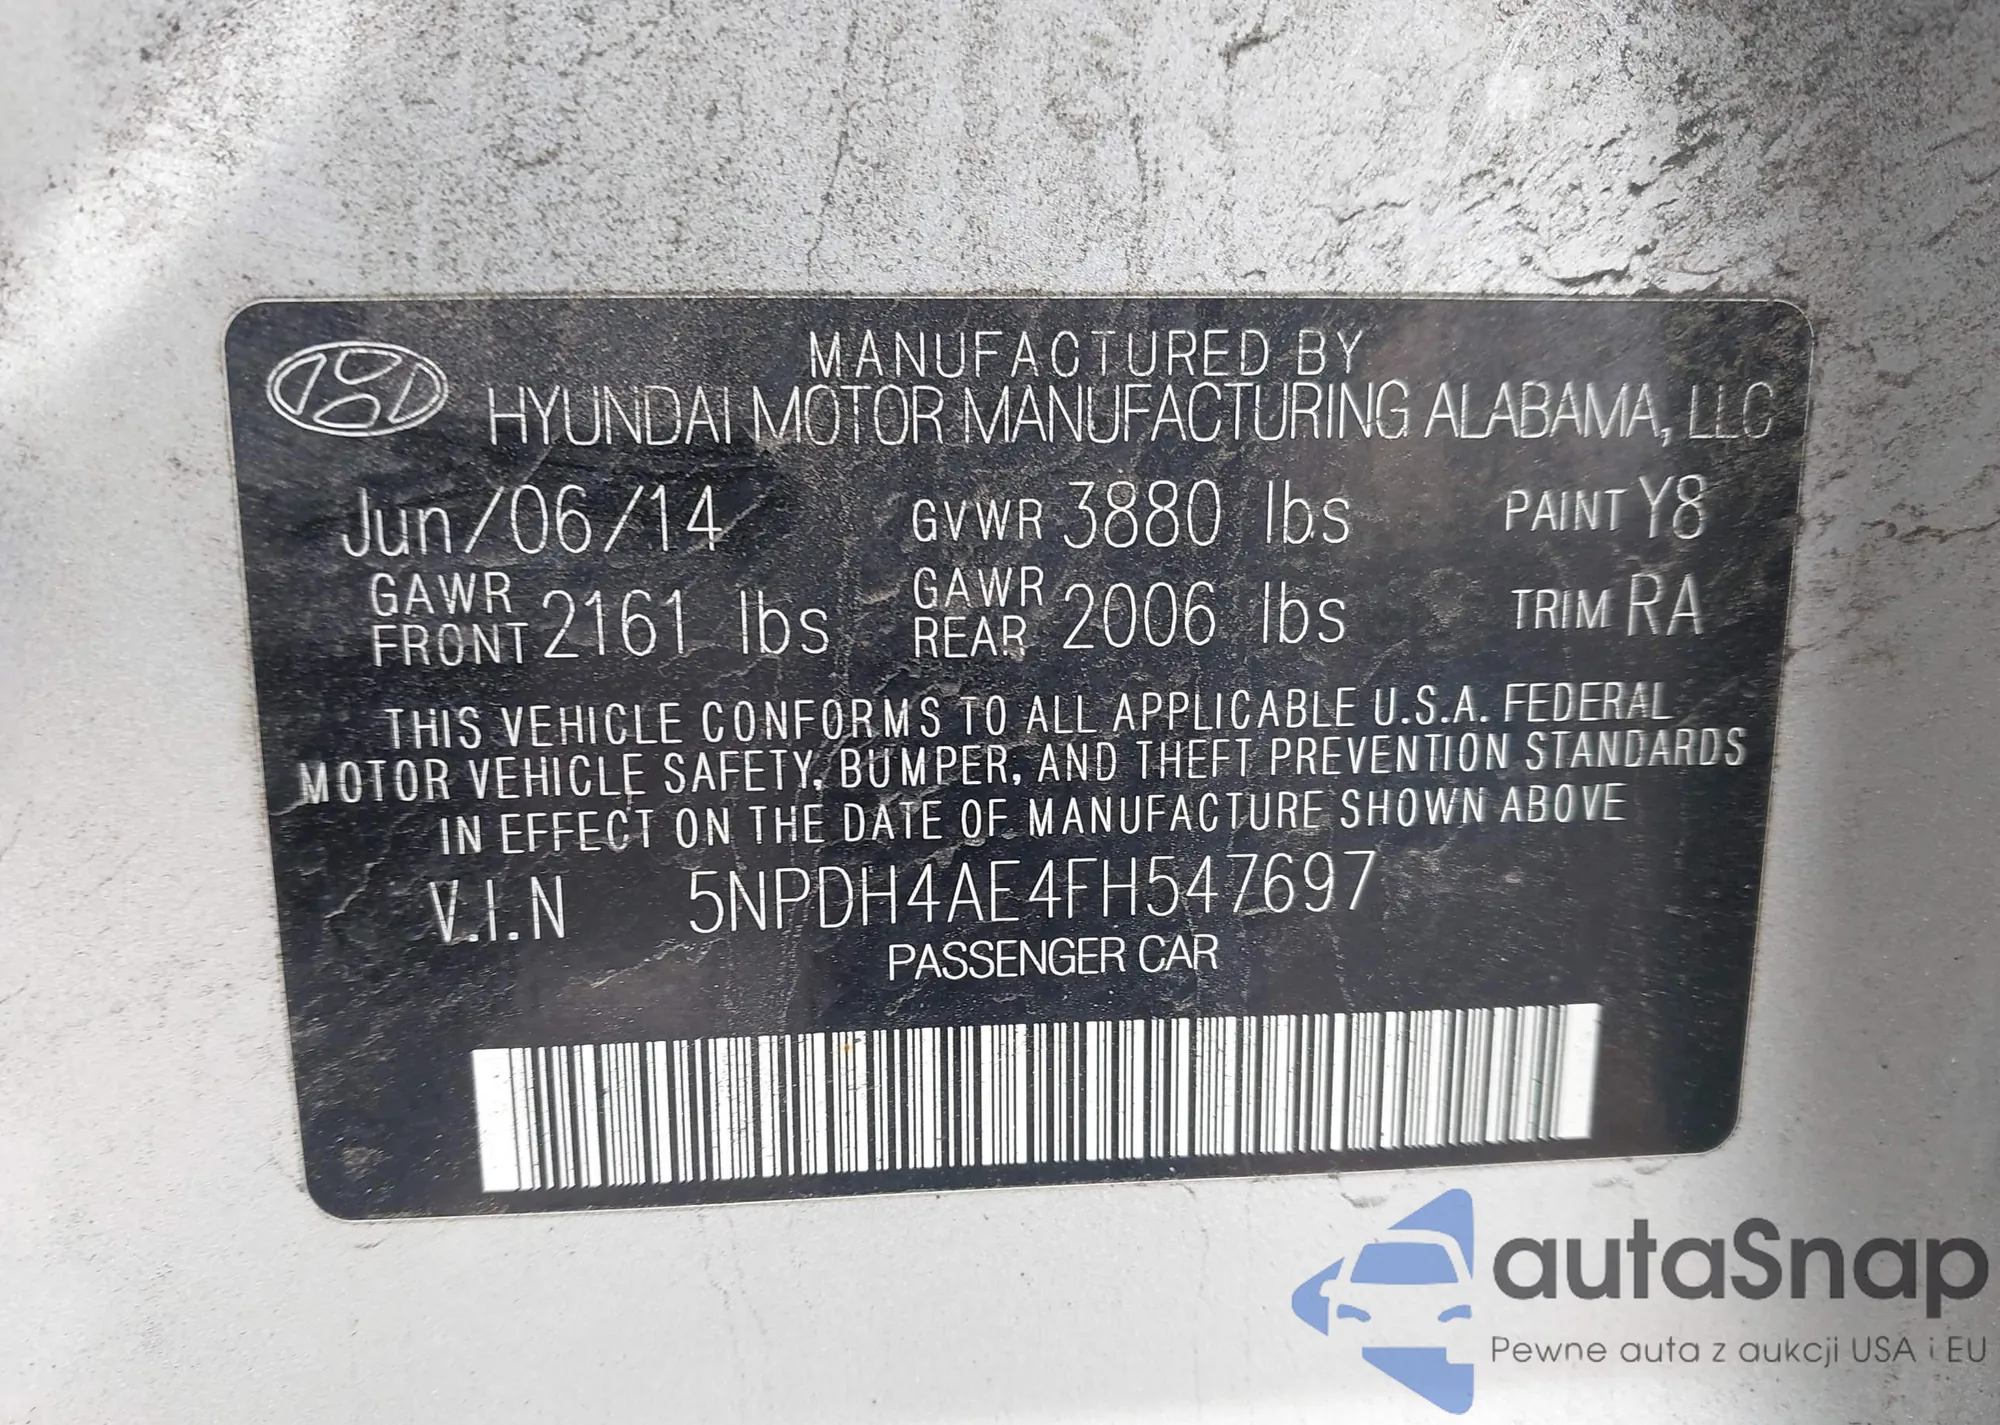 MANUFACTURED BY
HYUNDAI MOTOR MANUFACTURING ALABAMA, LLC
Jun/06/14 GVWR 3880 lbs PAINT Y8
GAWR FRONT 2161 lbs GAWR REAR 2006 lbs TRIM RA
THIS VEHICLE CONFORMS TO ALL APPLICABLE U.S.A. FEDERAL
MOTOR VEHICLE SAFETY, BUMPER, AND THEFT PREVENTION STANDARDS
IN EFFECT ON THE DATE OF MANUFACTURE SHOWN ABOVE
V.I.N 5NPDH4AE4FH547697
PASSENGER CAR
autaSnap
Pewne auta z aukcji USA i EU